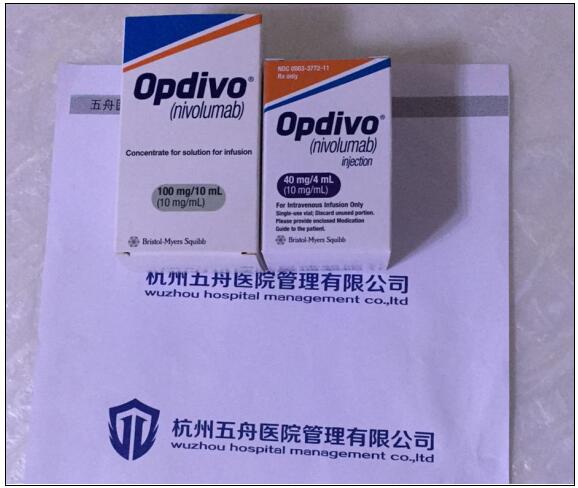 Opdivo®
(nivolumab)
Concentrate for solution for infusion
100 mg/10 mL
(10 mg/mL)
Bristol-Myers Squibb
NDC 0003-3772-11
Rx only
Opdivo®
(nivolumab)
injection
40 mg/4 mL
(10 mg/mL)
For Intravenous Infusion Only
Single-use vial; Discard unused portion.
Please provide enclosed Medication
Guide to the patient.
Bristol-Myers Squibb
五舟医
杭州五舟医院管理有限公司
wuzhou hospital management co.,ltd
杭州五舟医院管理有限公司
wuzhou hospital management co.,ltd